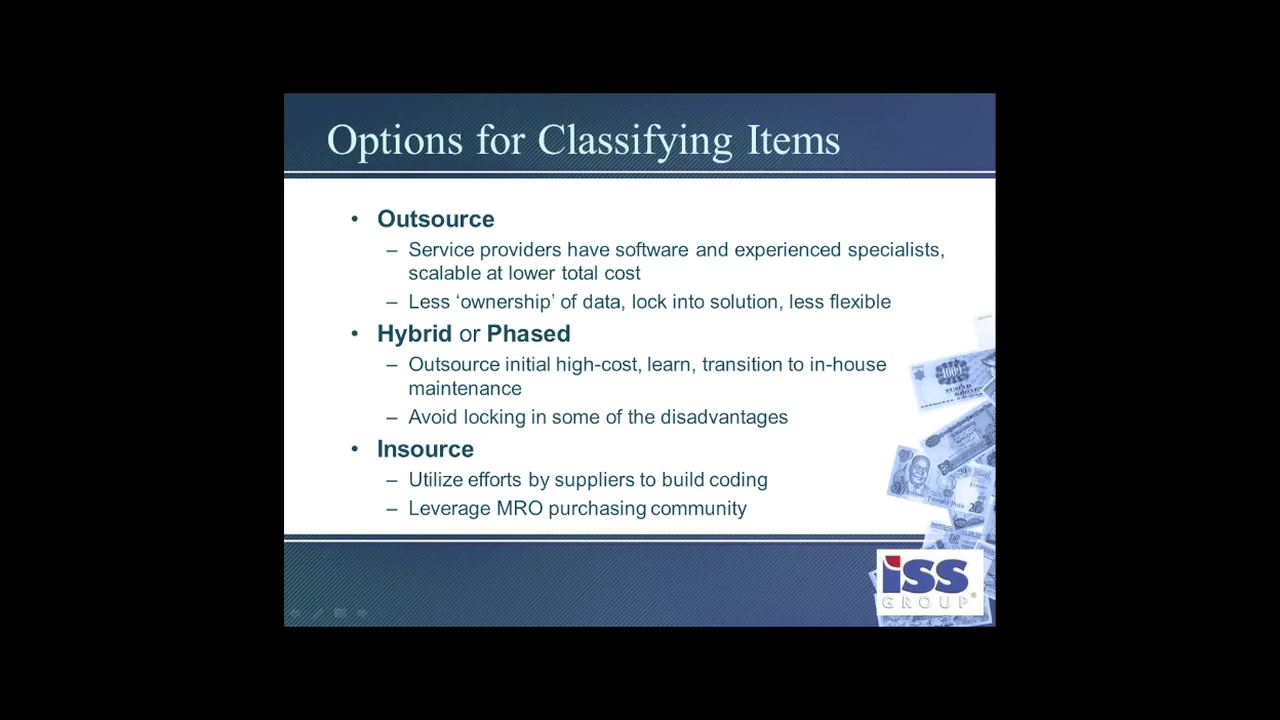 Options for Classifying Items
• Outsource
– Service providers have software and experienced specialists,
scalable at lower total cost
– Less ‘ownership’ of data, lock into solution, less flexible
• Hybrid or Phased
– Outsource initial high-cost, learn, transition to in-house
maintenance
– Avoid locking in some of the disadvantages
• Insource
– Utilize efforts by suppliers to build coding
– Leverage MRO purchasing community
iSS
GROUP®